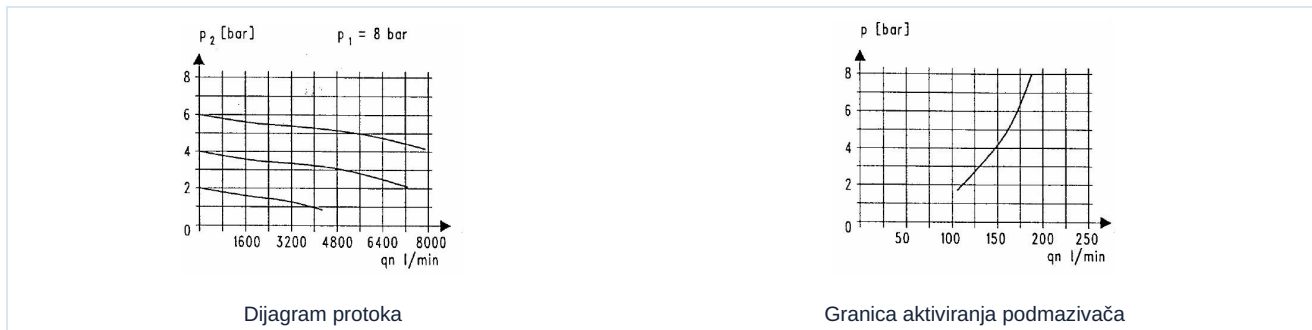 p2 [bar] p1 = 8 bar
8
6
4
2
0
1600 3200 4800 6400 8000
qn l/min
Dijagram protoka
p [bar]
8
6
4
2
0
50 100 150 200 250
qn l/min
Granica aktiviranja podmazivača